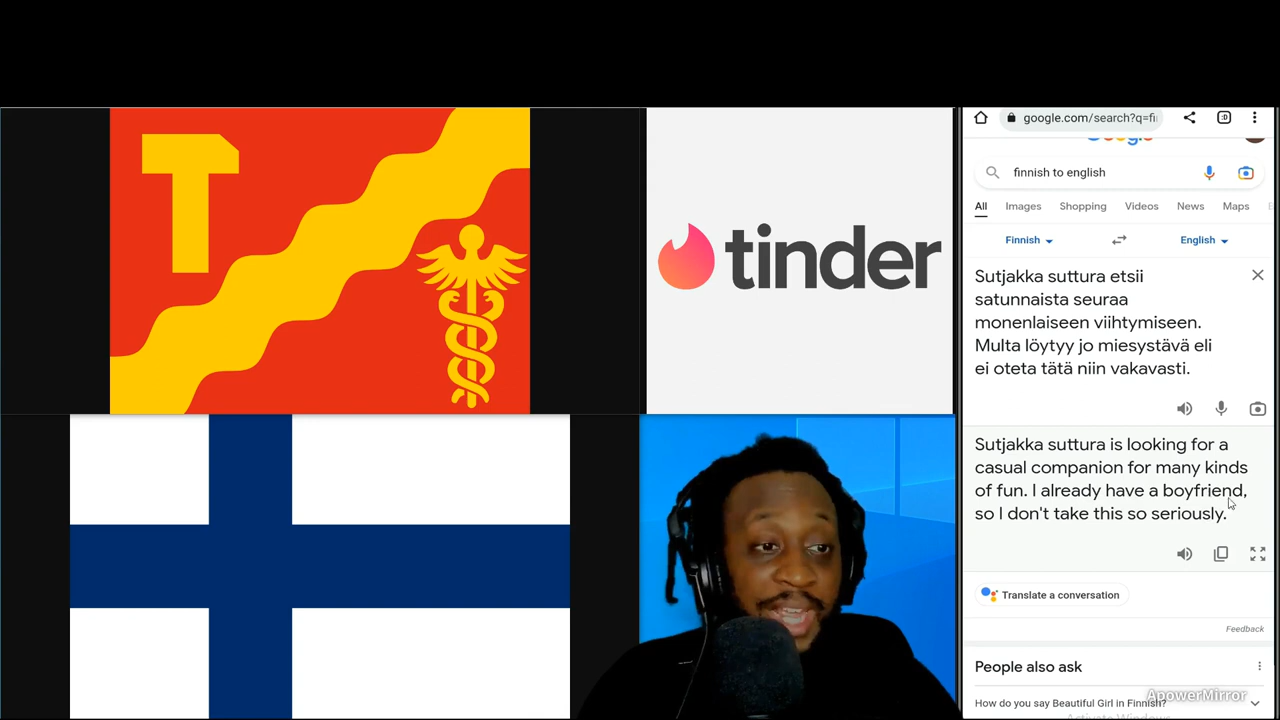 T
tinder
google.com/search?q=fi
:D
Google
finnish to english
All Images Shopping Videos News Maps
Finnish English
Sutjakka suttura etsii
satunnaista seuraa
monenlaiseen viihtymiseen.
Multa löytyy jo miesystävä eli
ei oteta tätä niin vakavasti.
Sutjakka suttura is looking for a
casual companion for many kinds
of fun. I already have a boyfriend,
so I don't take this so seriously.
Translate a conversation
Feedback
People also ask
ApowerMirror
How do you say Beautiful Girl in Finnish?
Activate Windows